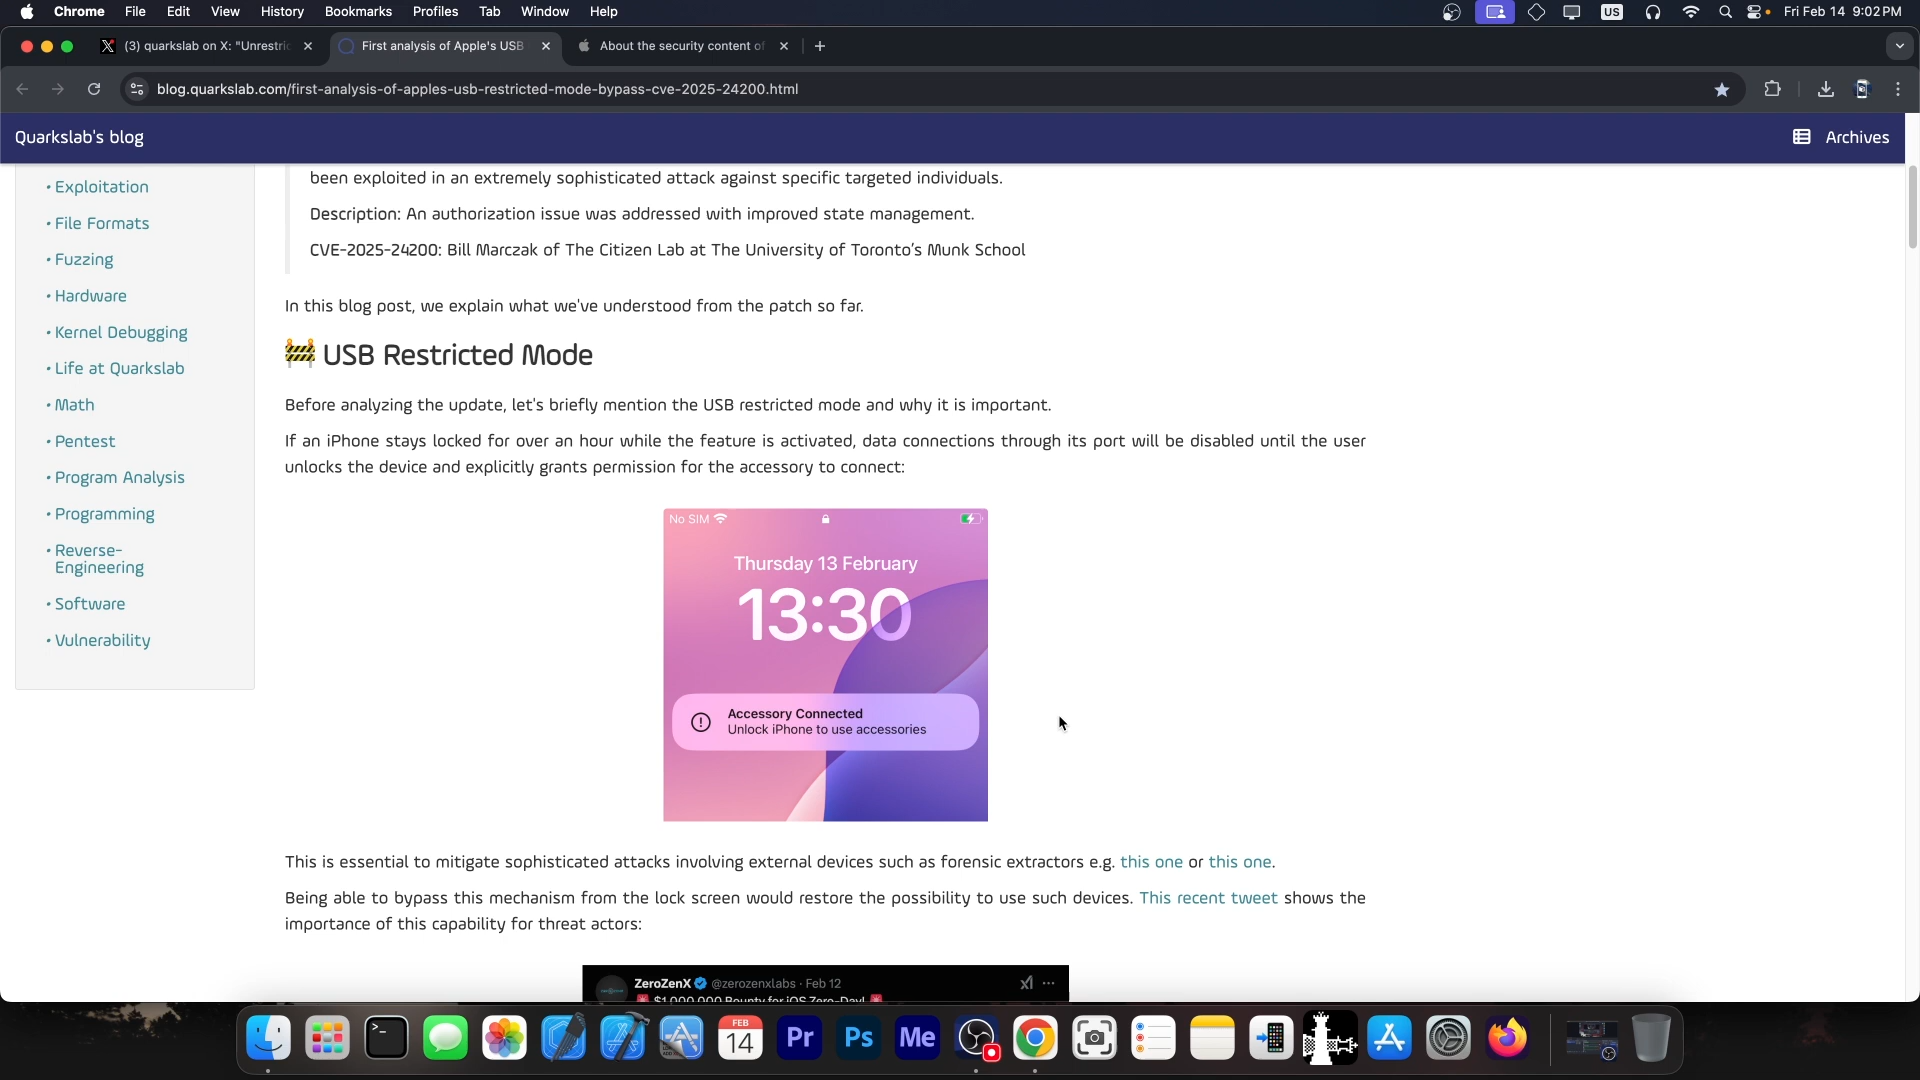 Chrome File Edit View History Bookmarks Profiles Tab Window Help
US
Fri Feb 14 9:02 PM
(3) quarkslab on X: "Unrestric
First analysis of Apple's USB
About the security content of
blog.quarkslab.com/first-analysis-of-apples-usb-restricted-mode-bypass-cve-2025-24200.html
Quarkslab's blog
Archives
• Exploitation
• File Formats
• Fuzzing
• Hardware
• Kernel Debugging
• Life at Quarkslab
• Math
• Pentest
• Program Analysis
• Programming
• Reverse-
Engineering
• Software
• Vulnerability
been exploited in an extremely sophisticated attack against specific targeted individuals.
Description: An authorization issue was addressed with improved state management.
CVE-2025-24200: Bill Marczak of The Citizen Lab at The University of Toronto’s Munk School
In this blog post, we explain what we've understood from the patch so far.
🚧 USB Restricted Mode
Before analyzing the update, let's briefly mention the USB restricted mode and why it is important.
If an iPhone stays locked for over an hour while the feature is activated, data connections through its port will be disabled until the user
unlocks the device and explicitly grants permission for the accessory to connect:
No SIM
Thursday 13 February
13:30
Accessory Connected
Unlock iPhone to use accessories
This is essential to mitigate sophisticated attacks involving external devices such as forensic extractors e.g. this one or this one.
Being able to bypass this mechanism from the lock screen would restore the possibility to use such devices. This recent tweet shows the
importance of this capability for threat actors:
ZeroZenX @zerozenxlabs · Feb 12
🚨 $1,000,000 Bounty for iOS Zero-Day! 🚨
FEB
14
Pr
Ps
Me